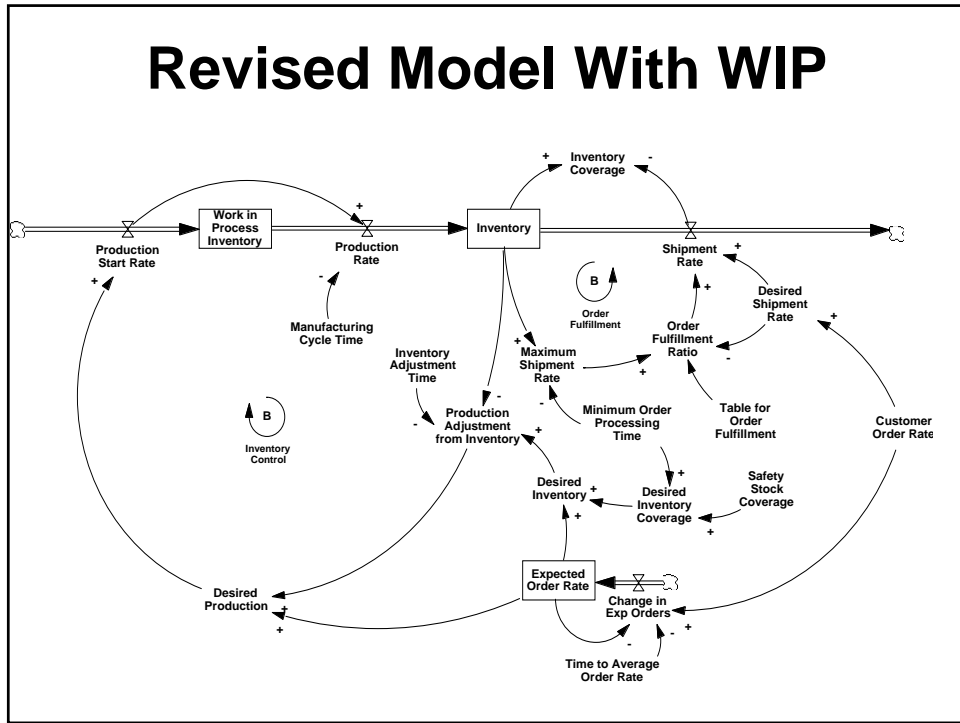 Revised Model With WIP
+
Inventory
Coverage
-
Work in
Process
Inventory
+
Inventory
Production
Start Rate
Production
Rate
Shipment
Rate
+
+
-
B
Order
Fulfillment
+
Desired
Shipment
Rate
+
Manufacturing
Cycle Time
Order
Fulfillment
Ratio
+
Maximum
Shipment
Rate
+
-
Inventory
Adjustment
Time
-
-
Minimum Order
Processing
Time
Table for
Order
Fulfillment
Customer
Order Rate
B
Inventory
Control
-
Production
Adjustment
from Inventory
+
+
Desired
Inventory
+
Desired
Inventory
Coverage
+
Safety
Stock
Coverage
+
Expected
Order Rate
Desired
Production
+
+
Change in
Exp Orders
-
-
+
Time to Average
Order Rate